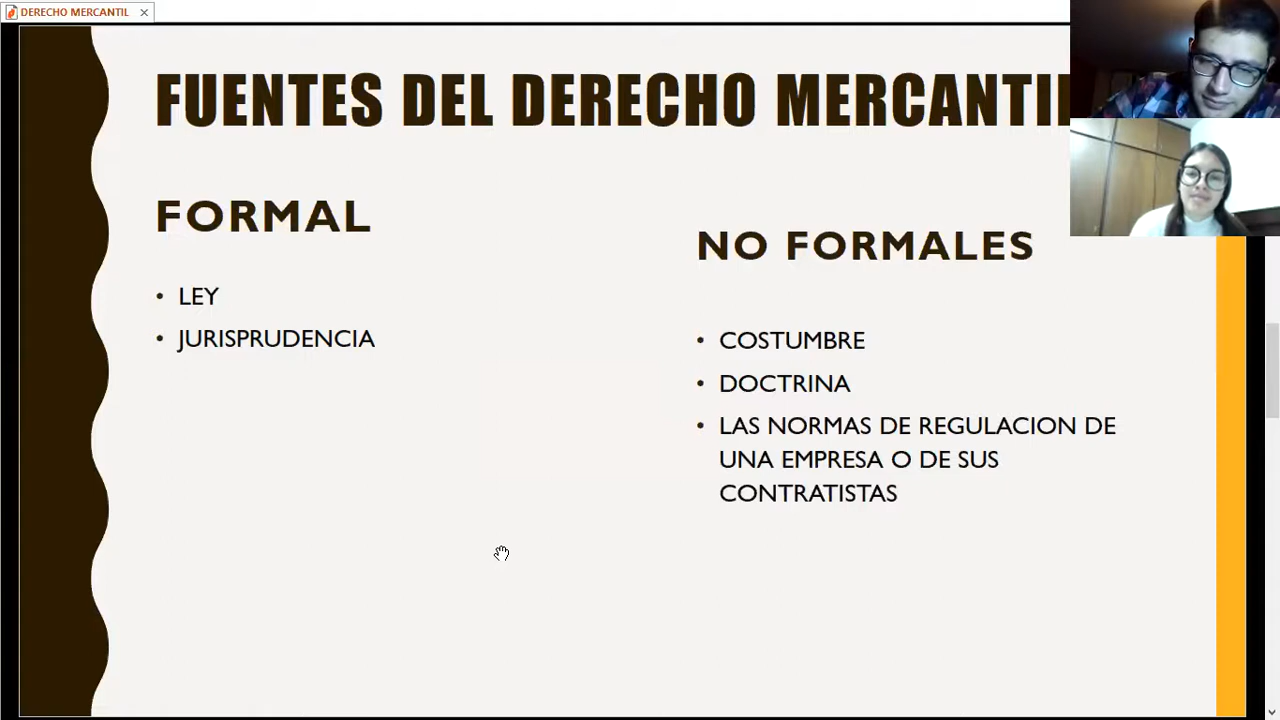 DERECHO MERCANTIL
FUENTES DEL DERECHO MERCANTIL
FORMAL
• LEY
• JURISPRUDENCIA
NO FORMALES
• COSTUMBRE
• DOCTRINA
• LAS NORMAS DE REGULACION DE
UNA EMPRESA O DE SUS
CONTRATISTAS